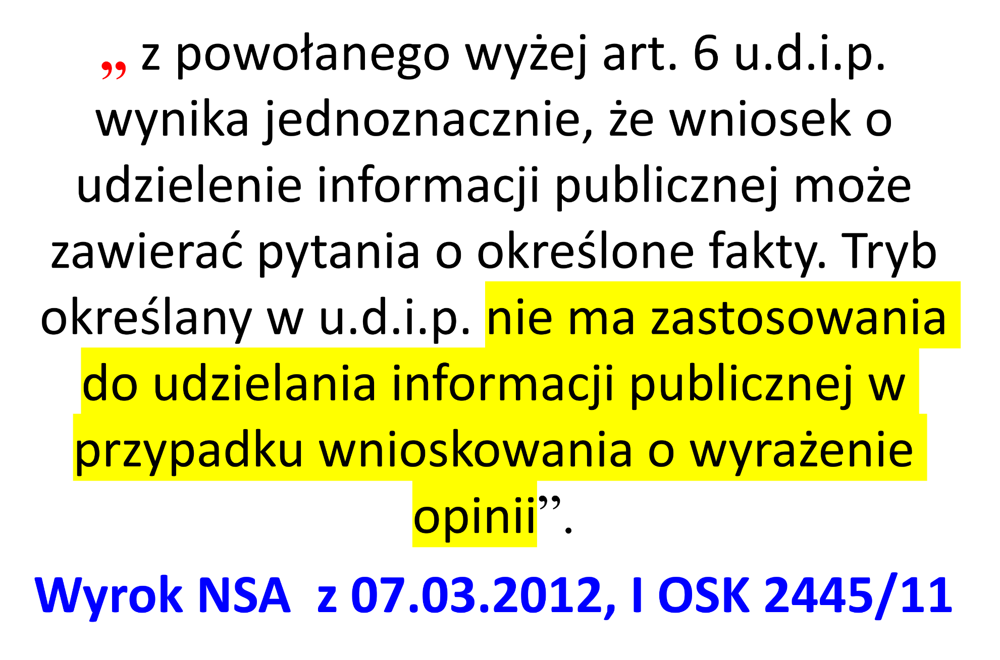 „ z powołanego wyżej art. 6 u.d.i.p.
wynika jednoznacznie, że wniosek o
udzielenie informacji publicznej może
zawierać pytania o określone fakty. Tryb
określany w u.d.i.p. nie ma zastosowania
do udzielania informacji publicznej w
przypadku wnioskowania o wyrażenie
opinii”.
Wyrok NSA  z 07.03.2012, I OSK 2445/11